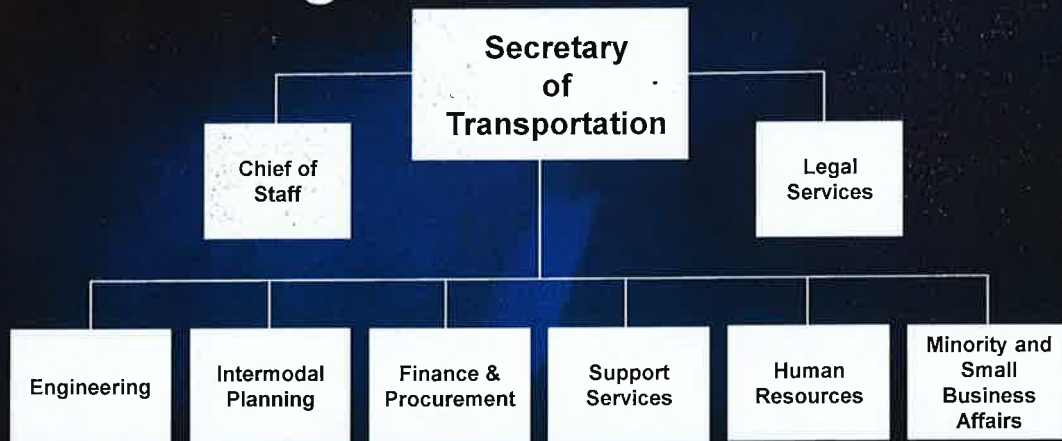 Secretary
of
Transportation
Chief of
Staff
Legal
Services
Engineering
Intermodal
Planning
Finance &
Procurement
Support
Services
Human
Resources
Minority and
Small
Business
Affairs